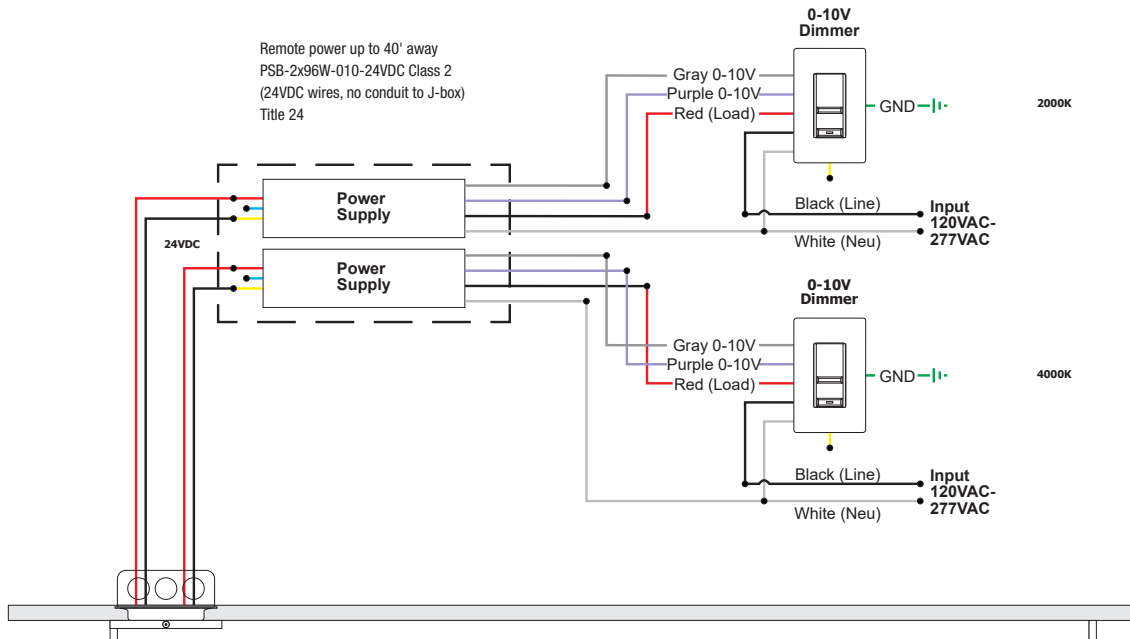 Remote power up to 40' away
PSB-2x96W-010-24VDC Class 2
(24VDC wires, no conduit to J-box)
Title 24
0-10V
Dimmer
Gray 0-10V
Purple 0-10V
Red (Load)
GND
2000K
Power
Supply
Black (Line)
White (Neu)
Input
120VAC-
277VAC
24VDC
Power
Supply
0-10V
Dimmer
Gray 0-10V
Purple 0-10V
Red (Load)
GND
4000K
Black (Line)
White (Neu)
Input
120VAC-
277VAC